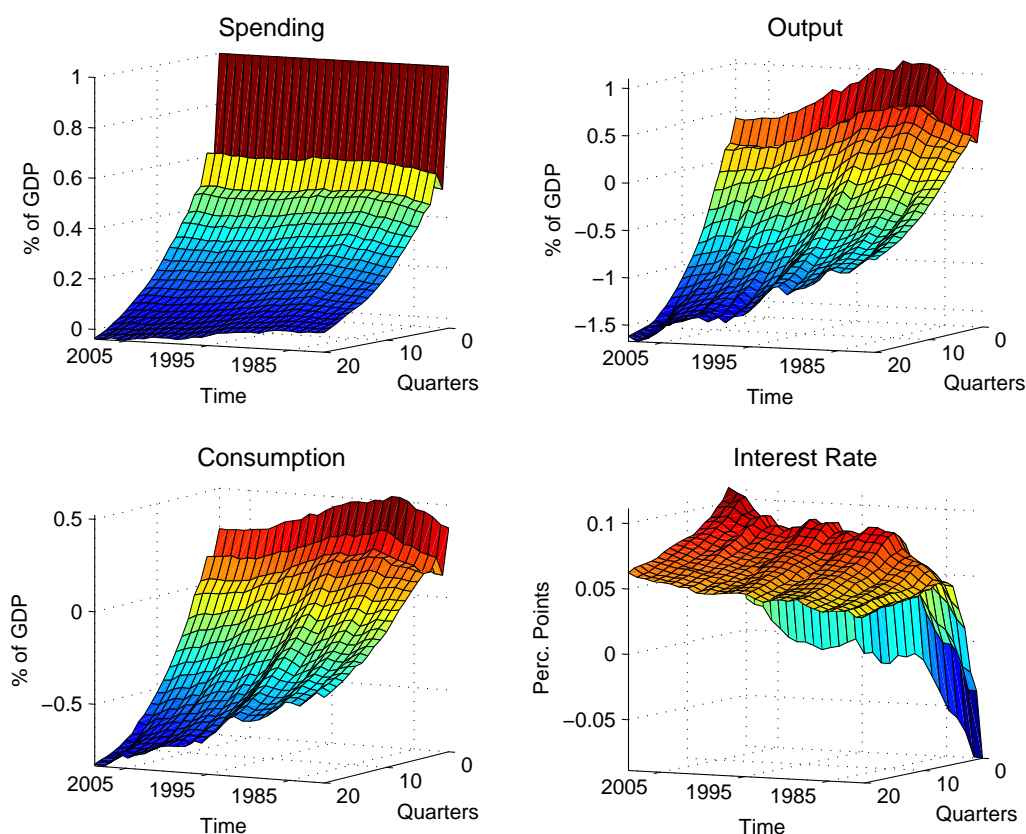 Spending
1
0.8
0.6
0.4
0.2
0
% of GDP
2005
1995
1985
Time
20
10
0
Quarters
Output
1
0.5
0
−0.5
−1
−1.5
% of GDP
2005
1995
1985
Time
20
10
0
Quarters
Consumption
0.5
0
−0.5
% of GDP
2005
1995
1985
Time
20
10
0
Quarters
Interest Rate
0.1
0.05
0
−0.05
Perc. Points
2005
1995
1985
Time
20
10
0
Quarters